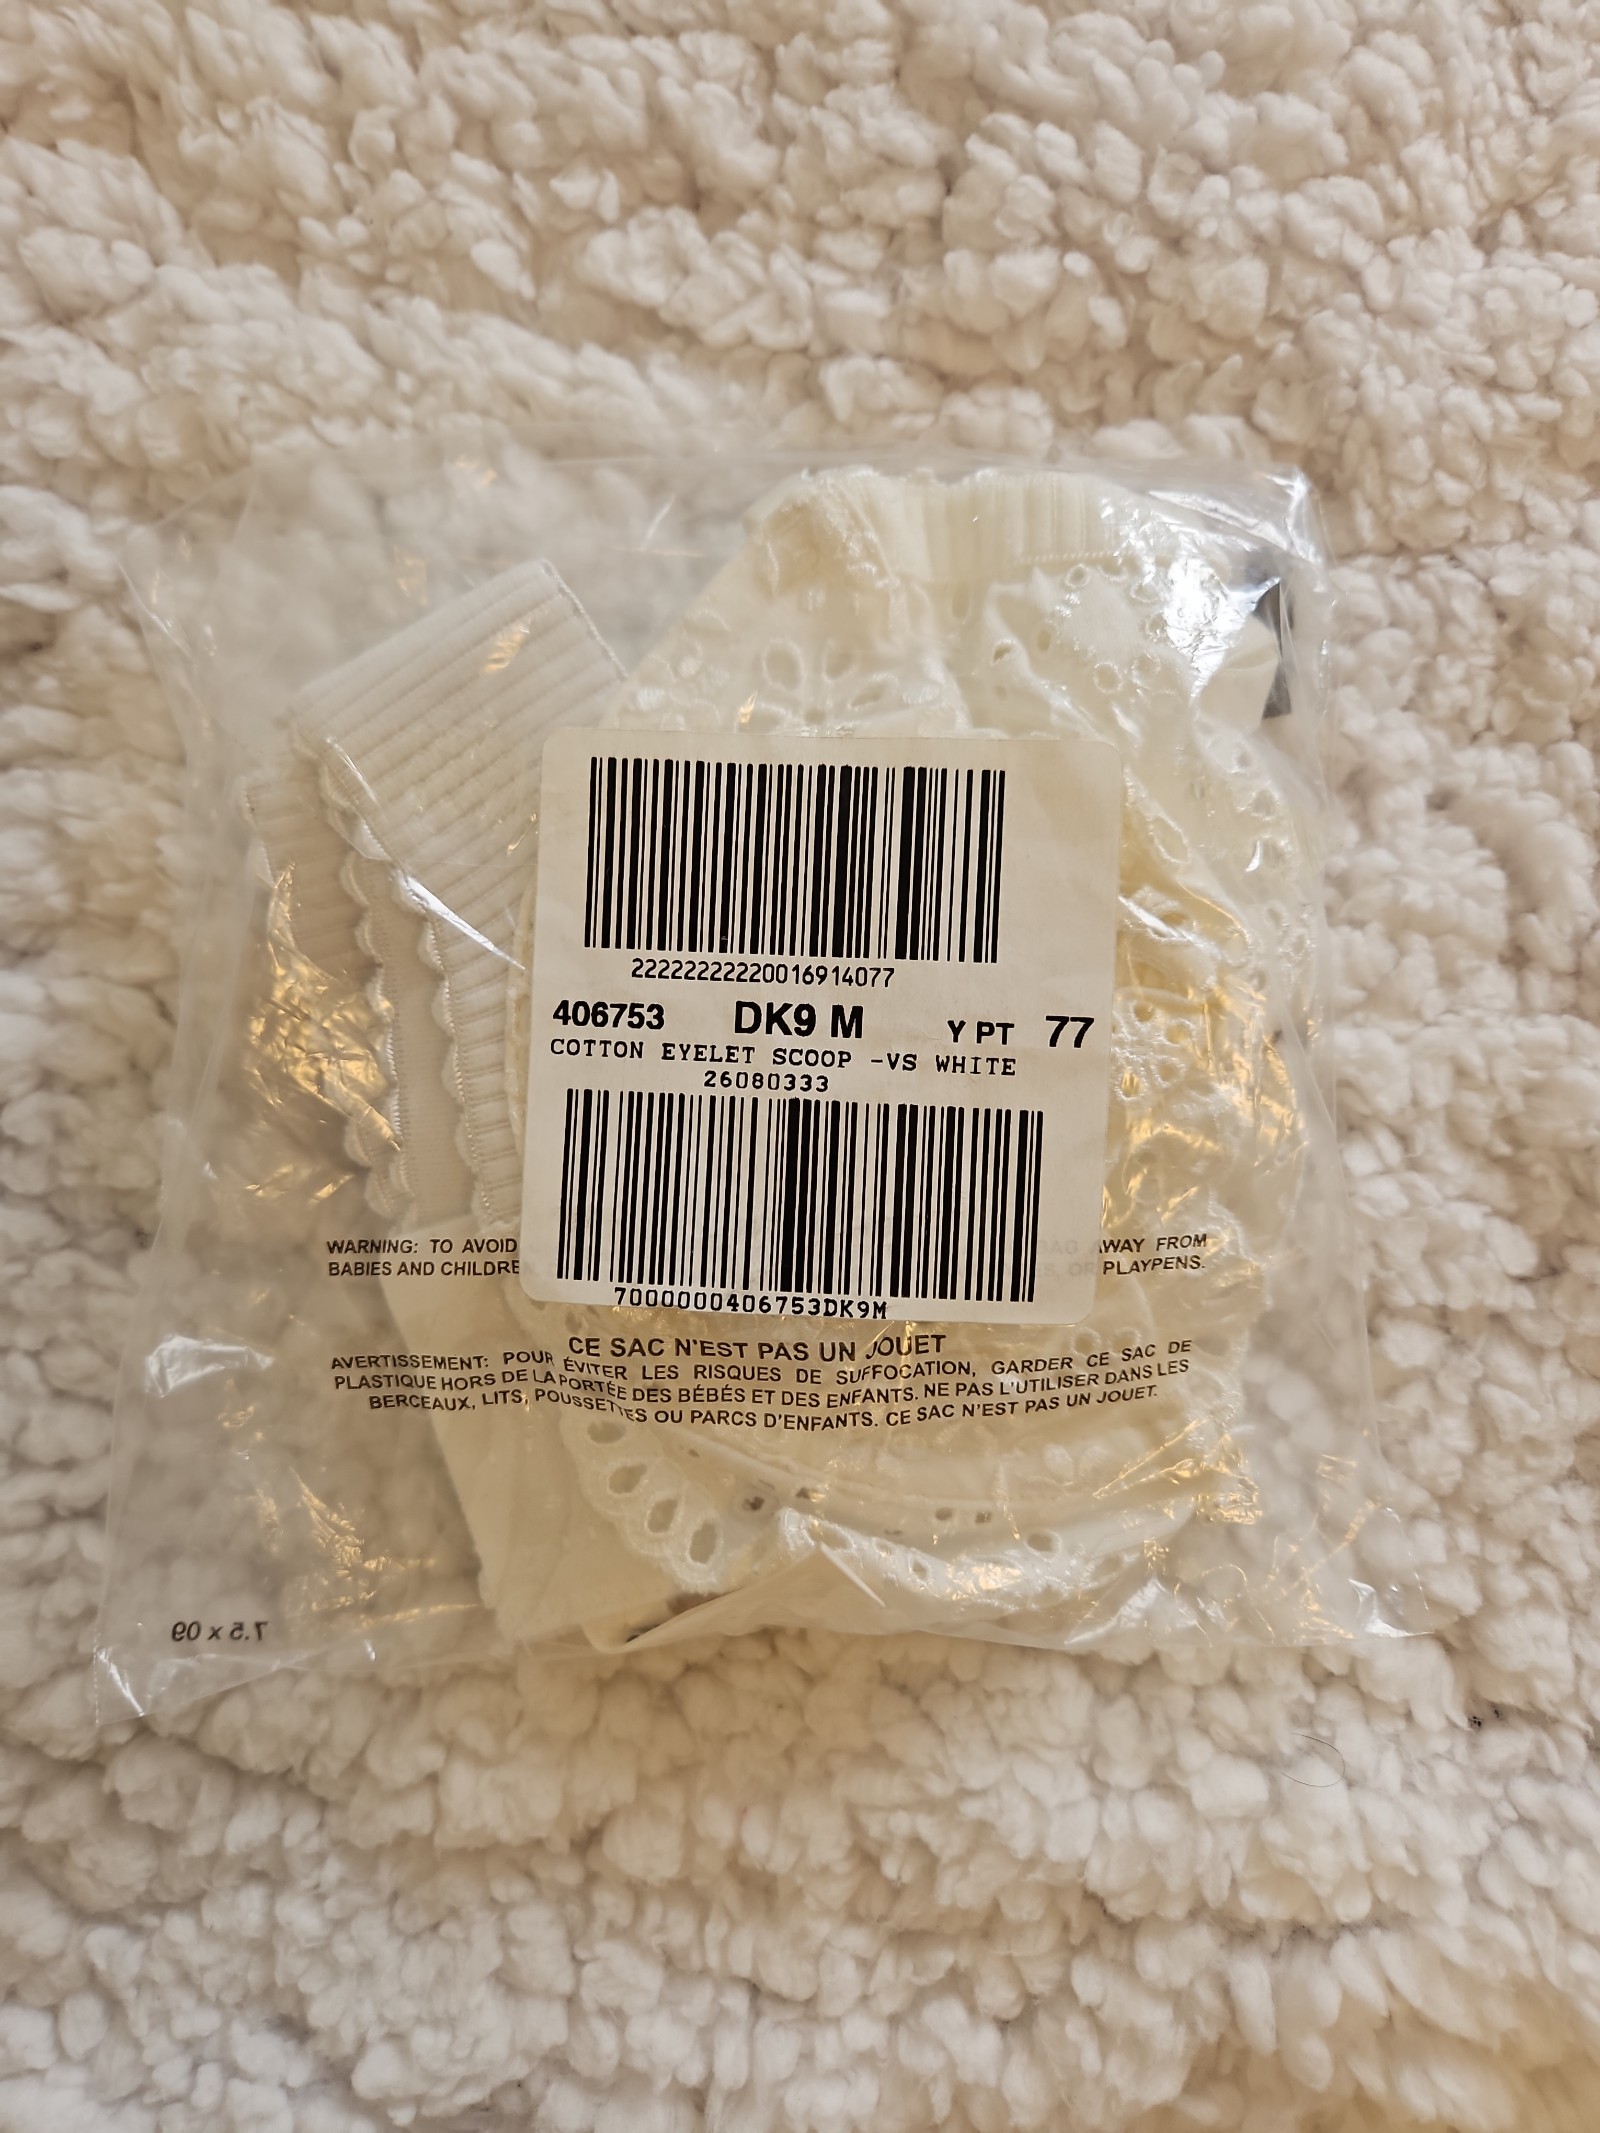 22222222220016914077
406753 DK9 M Y PT 77
COTTON EYELET SCOOP -VS WHITE
26080333
7000000406753DK9M
WARNING: TO AVOID BAG AWAY FROM
BABIES AND CHILDRE OR PLAYPENS.
CE SAC N'EST PAS UN JOUET
AVERTISSEMENT: POUR ÉVITER LES RISQUES DE SUFFOCATION, GARDER CE SAC DE
PLASTIQUE HORS DE LA PORTÉE DES BÉBÉS ET DES ENFANTS. NE PAS L'UTILISER DANS LES
BERCEAUX, LITS, POUSSETTES OU PARCS D'ENFANTS. CE SAC N'EST PAS UN JOUET.
7.5 x 09